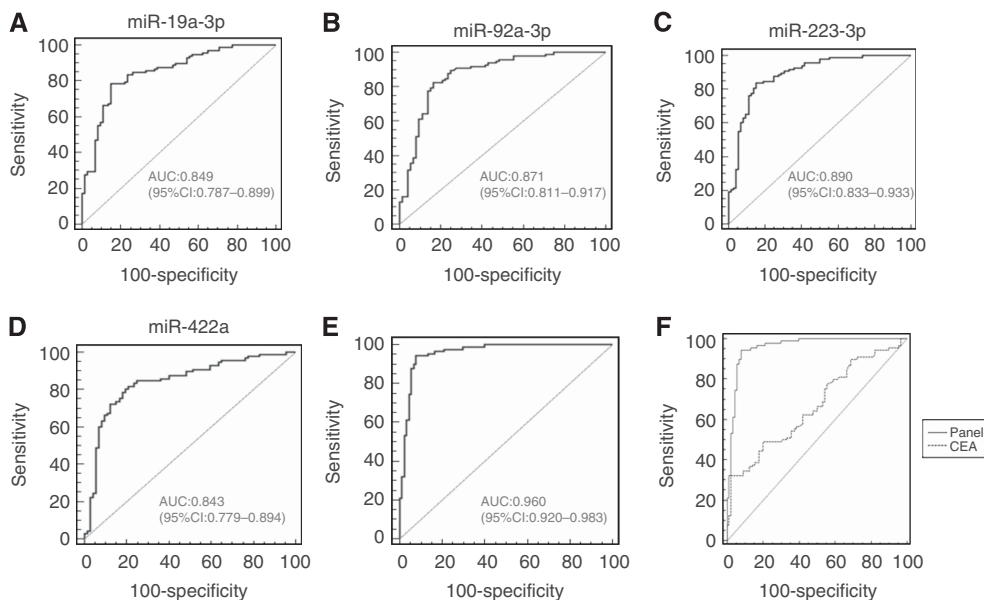 A
miR-19a-3p
100
80
60
40
20
0
Sensitivity
AUC:0.849
(95%CI:0.787–0.899)
0 20 40 60 80 100
100-specificity
B
miR-92a-3p
100
80
60
40
20
0
Sensitivity
AUC:0.871
(95%CI:0.811–0.917)
0 20 40 60 80 100
100-specificity
C
miR-223-3p
100
80
60
40
20
0
Sensitivity
AUC:0.890
(95%CI:0.833–0.933)
0 20 40 60 80 100
100-specificity
D
miR-422a
100
80
60
40
20
0
Sensitivity
AUC:0.843
(95%CI:0.779–0.894)
0 20 40 60 80 100
100-specificity
E
100
80
60
40
20
0
Sensitivity
AUC:0.960
(95%CI:0.920–0.983)
0 20 40 60 80 100
100-specificity
F
100
80
60
40
20
0
Sensitivity
0 20 40 60 80 100
100-specificity
Panel
CEA